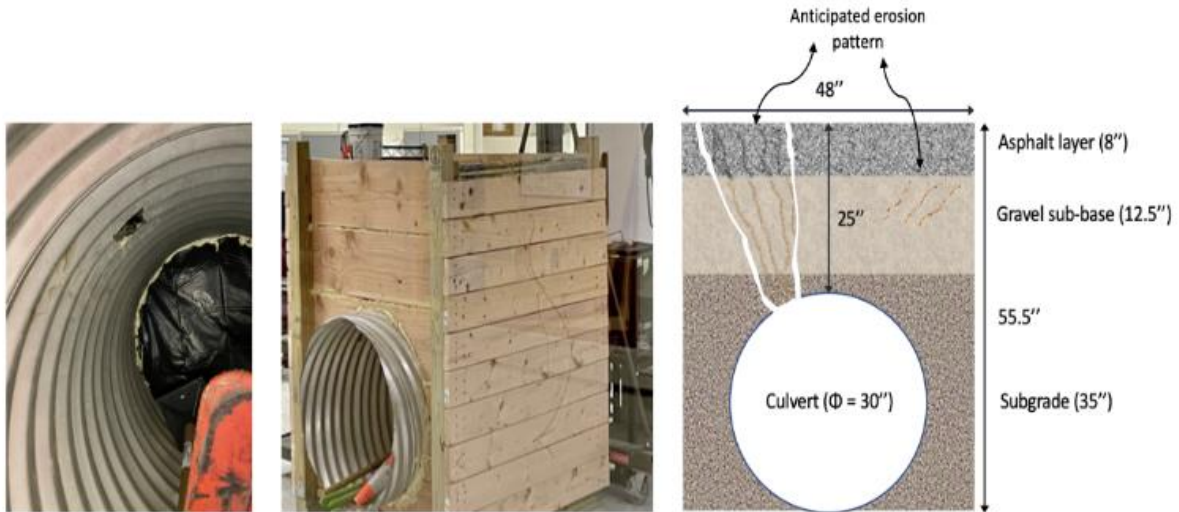 Anticipated erosion
pattern
48’’
Asphalt layer (8’’)
25’’
Gravel sub-base (12.5’’)
55.5’’
Culvert (Φ = 30’’)
Subgrade (35’’)